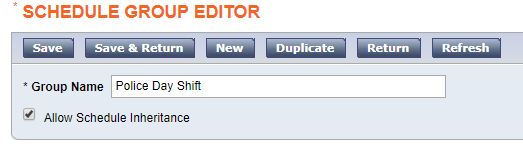 * SCHEDULE GROUP EDITOR
Save Save & Return New Duplicate Return Refresh
* Group Name Police Day Shift
Allow Schedule Inheritance